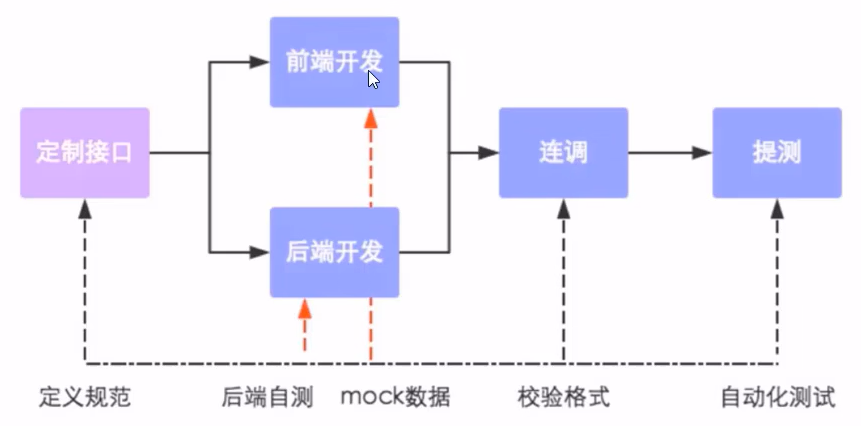 前端开发
定制接口
连调
提测
后端开发
定义规范
后端自测
mock数据
校验格式
自动化测试